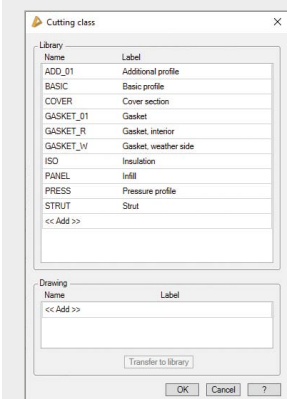 Cutting class
Library
Name Label
ADD_01 Additional profile
BASIC Basic profile
COVER Cover section
GASKET_01 Gasket
GASKET_R Gasket, interior
GASKET_W Gasket, weather side
ISO Insulation
PANEL Infill
PRESS Pressure profile
STRUT Strut
<< Add >>
Drawing
Name Label
<< Add >>
Transfer to library
OK Cancel ?